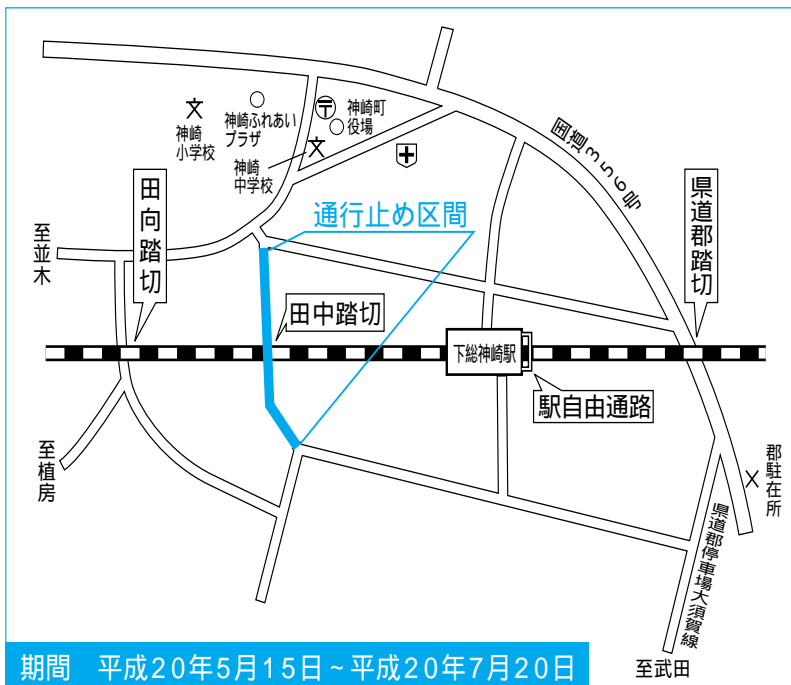 神崎
小学校
神崎ふれあい
プラザ
神崎町
役場
神崎
中学校
国道356号
田向踏切
至並木
通行止め区間
県道郡踏切
田中踏切
下総神崎駅
駅自由通路
至植房
郡駐在所
県道郡停車場大須賀線
至武田
期間 平成20年5月15日～平成20年7月20日